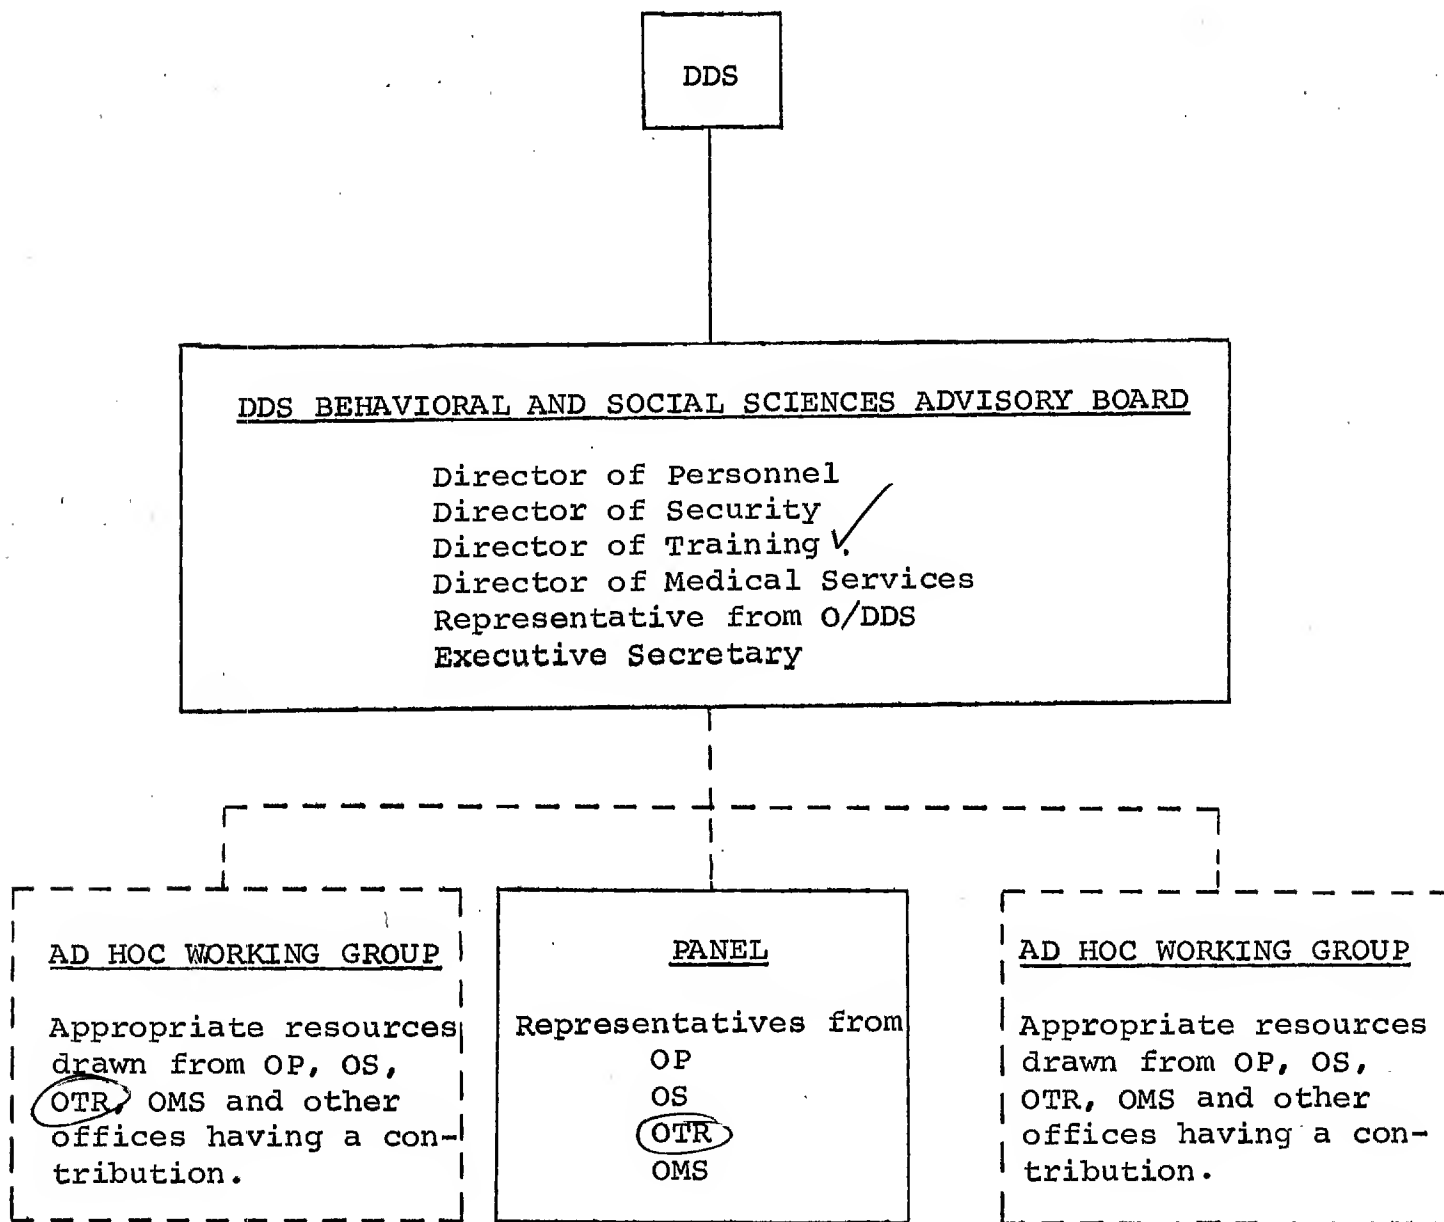 DDS
DDS BEHAVIORAL AND SOCIAL SCIENCES ADVISORY BOARD
Director of Personnel
Director of Security
Director of Training
Director of Medical Services
Representative from O/DDS
Executive Secretary
AD HOC WORKING GROUP
Appropriate resources
drawn from OP, OS,
OTR, OMS and other
offices having a con-
tribution.
PANEL
Representatives from
OP
OS
OTR
OMS
AD HOC WORKING GROUP
Appropriate resources
drawn from OP, OS,
OTR, OMS and other
offices having a con-
tribution.